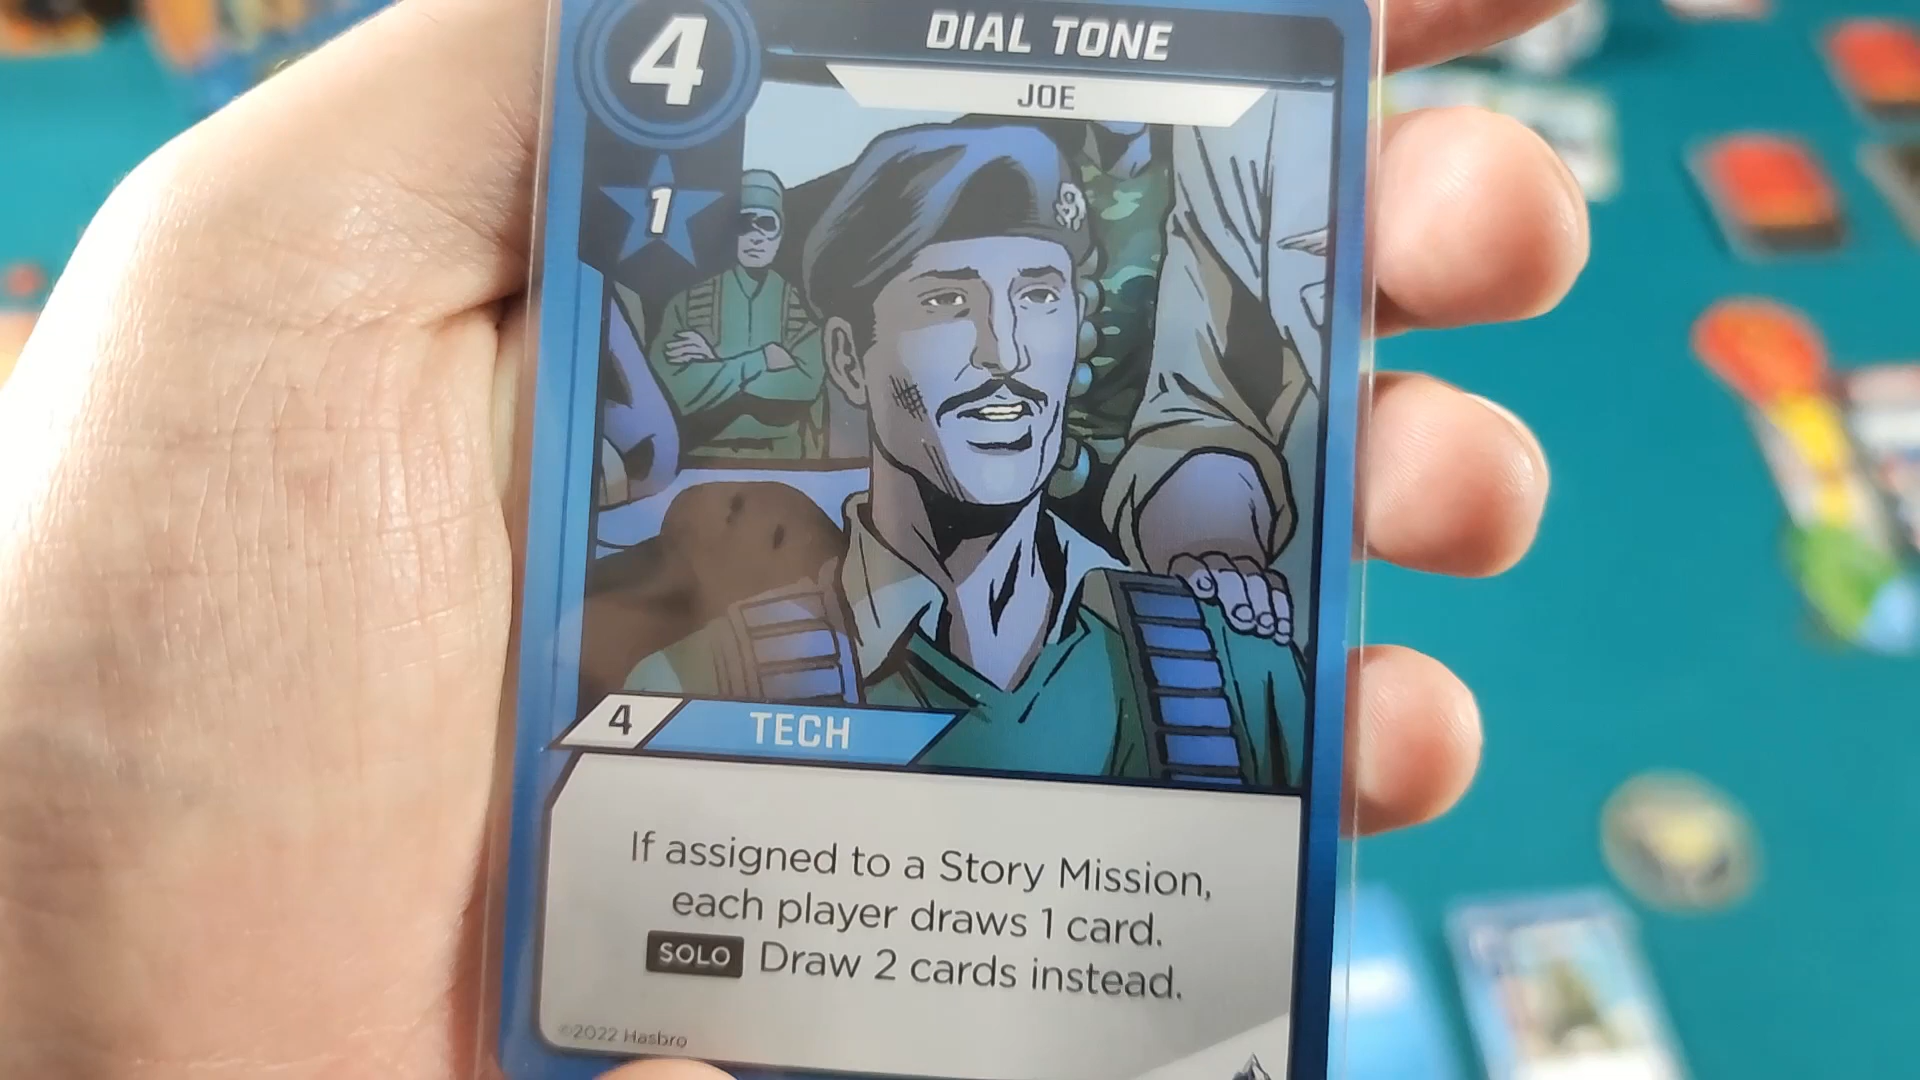 4
DIAL TONE
JOE
1
4
TECH
If assigned to a Story Mission,
each player draws 1 card.
SOLO Draw 2 cards instead.
©2022 Hasbro